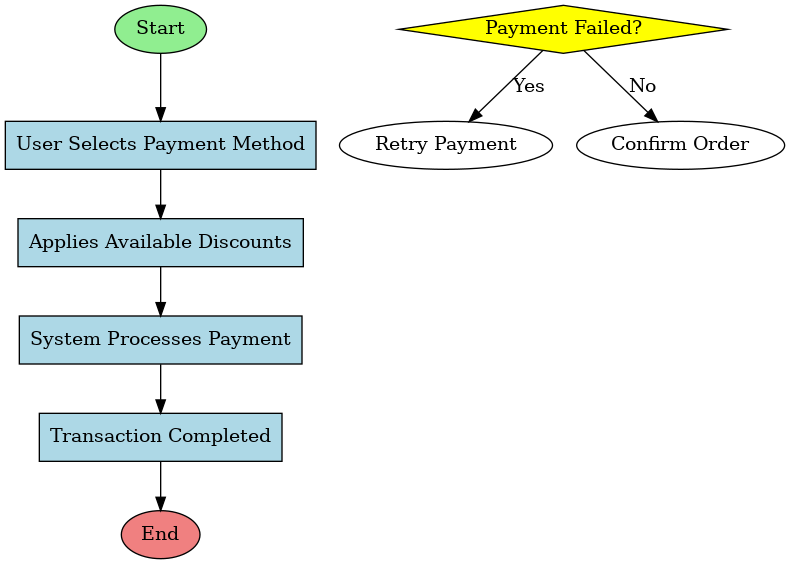 Start
User Selects Payment Method
Applies Available Discounts
System Processes Payment
Transaction Completed
End
Payment Failed?
Yes
No
Retry Payment
Confirm Order